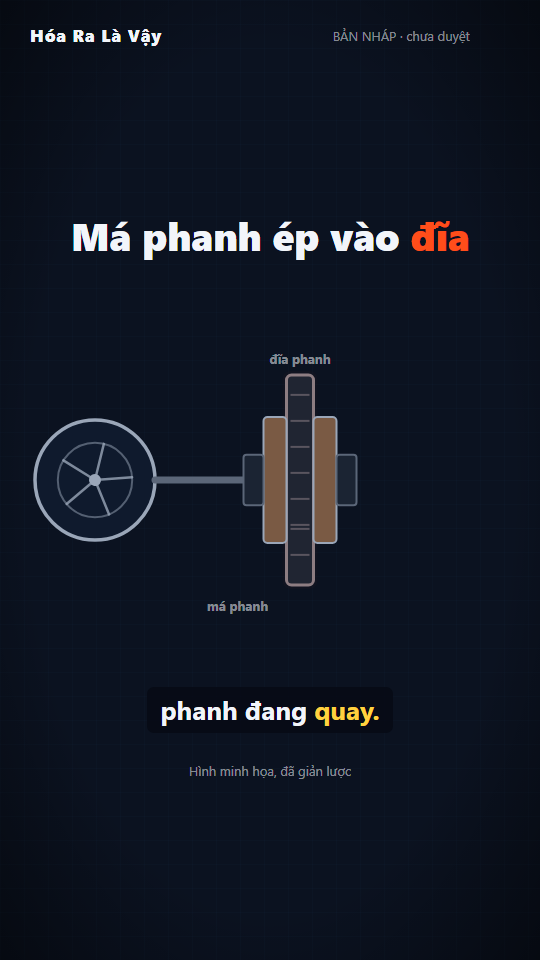 Hóa Ra Là Vậy
BẢN NHÁP · chưa duyệt
Má phanh ép vào đĩa
đĩa phanh
má phanh
phanh đang quay.
Hình minh họa, đã giản lược